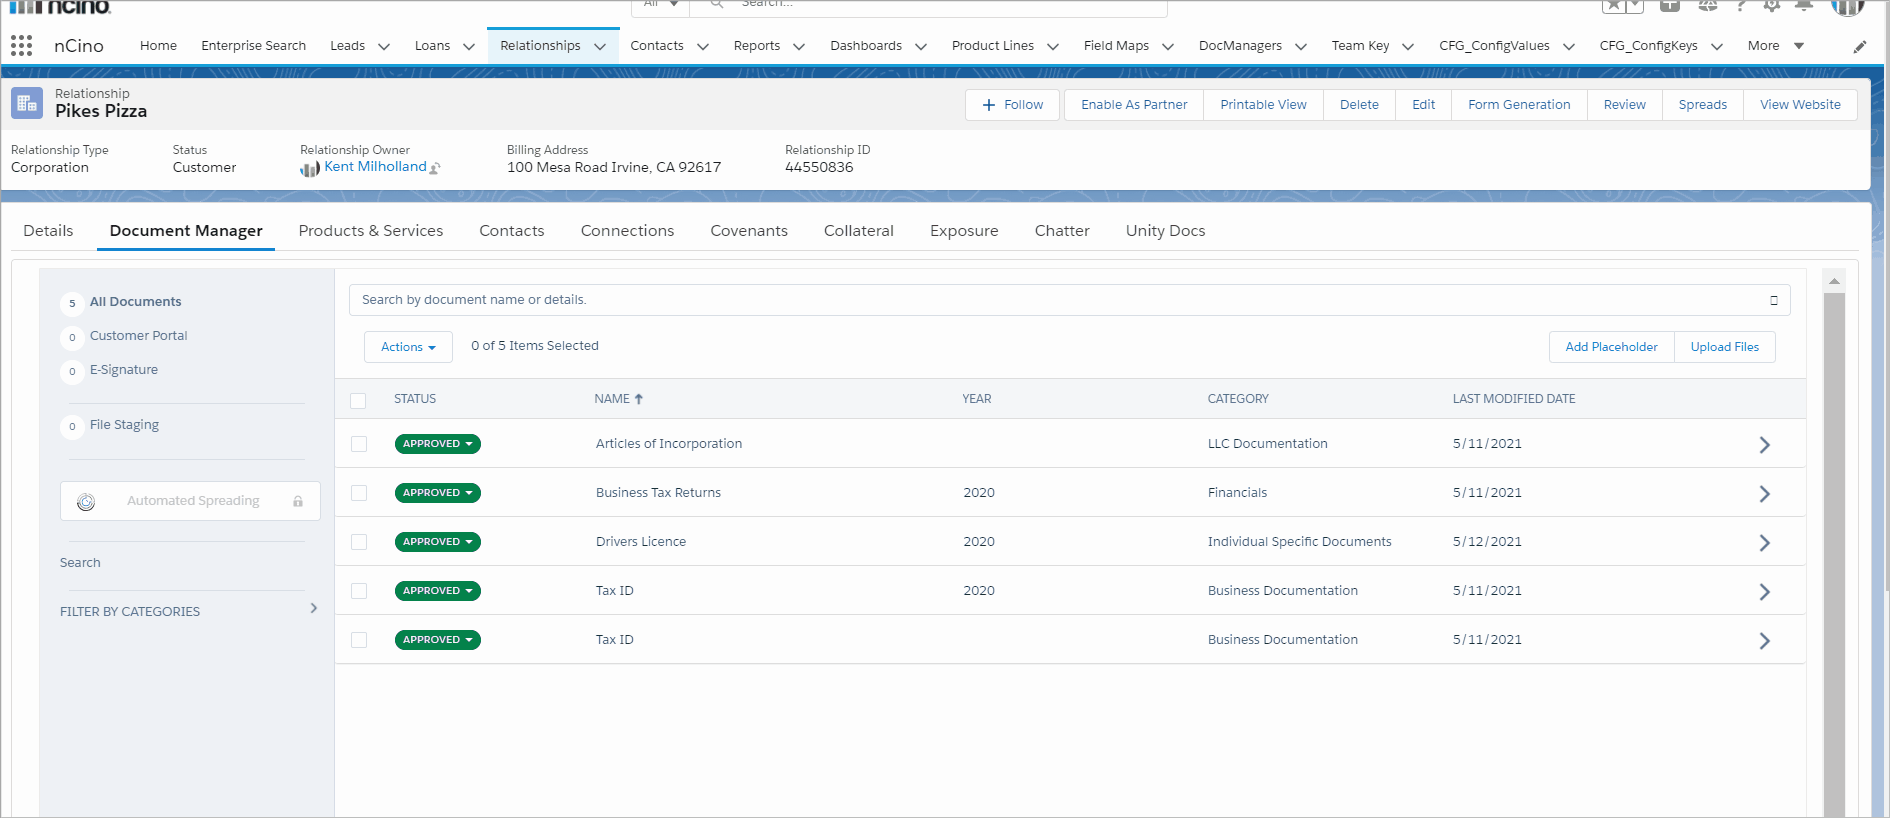 ncino.
All Search...
nCino Home Enterprise Search Leads Loans Relationships Contacts Reports Dashboards Product Lines Field Maps DocManagers Team Key CFG_ConfigValues CFG_ConfigKeys More
Relationship
Pikes Pizza
Follow Enable As Partner Printable View Delete Edit Form Generation Review Spreads View Website
Relationship Type Status Relationship Owner Billing Address Relationship ID
Corporation Customer Kent Milholland 100 Mesa Road Irvine, CA 92617 44550836
Details Document Manager Products & Services Contacts Connections Covenants Collateral Exposure Chatter Unity Docs
5 All Documents
0 Customer Portal
0 E-Signature
0 File Staging
Automated Spreading
Search
FILTER BY CATEGORIES
Search by document name or details.
Actions 0 of 5 Items Selected Add Placeholder Upload Files
STATUS NAME YEAR CATEGORY LAST MODIFIED DATE
APPROVED Articles of Incorporation LLC Documentation 5/11/2021
APPROVED Business Tax Returns 2020 Financials 5/11/2021
APPROVED Drivers Licence 2020 Individual Specific Documents 5/12/2021
APPROVED Tax ID 2020 Business Documentation 5/11/2021
APPROVED Tax ID Business Documentation 5/11/2021